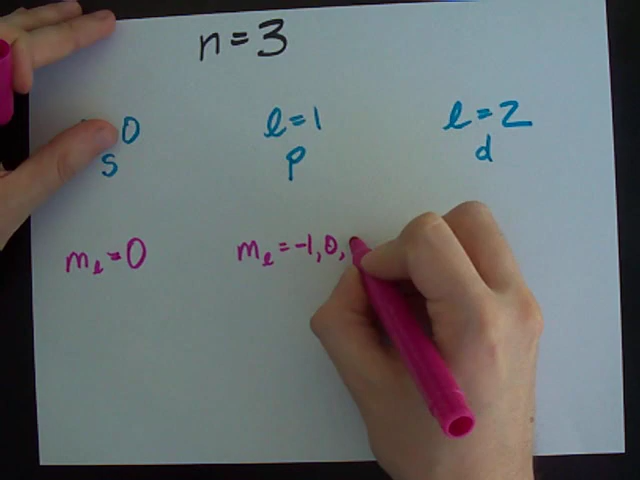 n = 3
0 l = 1 l = 2
s p d
mₗ = 0 mₗ = -1, 0,